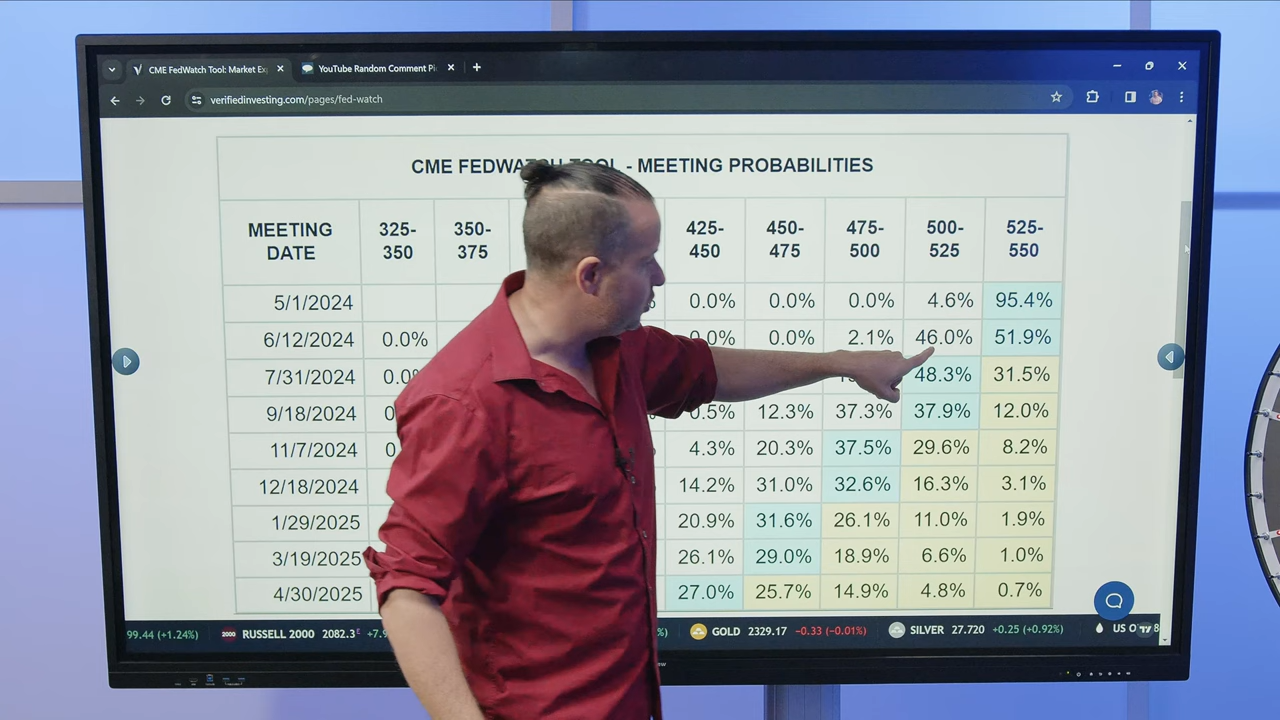 CME FedWatch Tool: Market Ex
YouTube Random Comment Pi
verifiedinvesting.com/pages/fed-watch
CME FEDWATCH TOOL - MEETING PROBABILITIES
MEETING DATE 325-350 350-375 425-450 450-475 475-500 500-525 525-550
5/1/2024 0.0% 0.0% 0.0% 4.6% 95.4%
6/12/2024 0.0% 0.0% 0.0% 2.1% 46.0% 51.9%
7/31/2024 48.3% 31.5%
9/18/2024 0.5% 12.3% 37.3% 37.9% 12.0%
11/7/2024 4.3% 20.3% 37.5% 29.6% 8.2%
12/18/2024 14.2% 31.0% 32.6% 16.3% 3.1%
1/29/2025 20.9% 31.6% 26.1% 11.0% 1.9%
3/19/2025 26.1% 29.0% 18.9% 6.6% 1.0%
4/30/2025 27.0% 25.7% 14.9% 4.8% 0.7%
99.44 (+1.24%) 2000 RUSSELL 2000 2082.3 +7.9 %) GOLD 2329.17 −0.33 (−0.01%) SILVER 27.720 +0.25 (+0.92%) US O